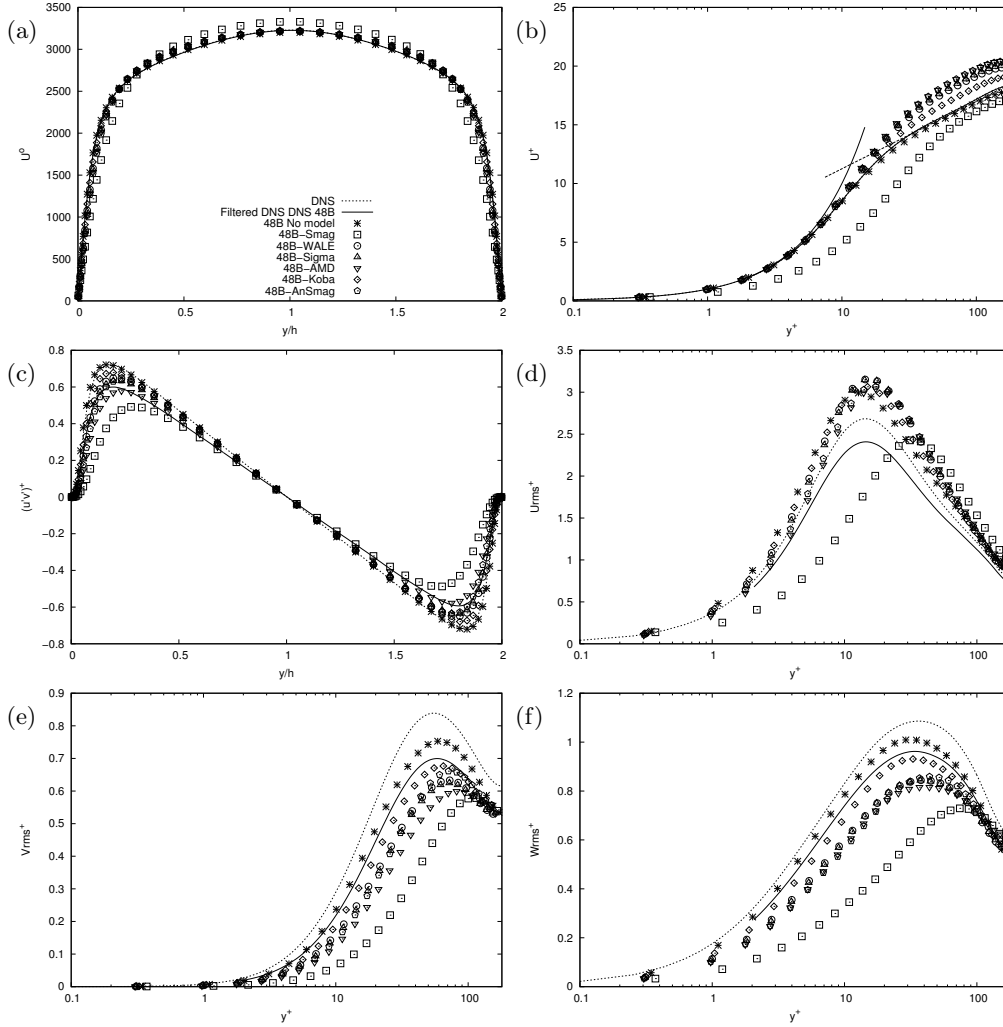 (a)
3500
3000
2500
2000
1500
1000
500
0
U⁰
0
0.5
1
1.5
2
y/h
DNS
Filtered DNS DNS 48B
48B No model
48B−Smag
48B−WALE
48B−Sigma
48B−AMD
48B−Koba
48B−AnSmag
(b)
25
20
15
10
5
0
U⁺
0.1
1
10
100
y⁺
(c)
0.8
0.6
0.4
0.2
0.0
−0.2
−0.4
−0.6
−0.8
(u'v')⁺
0
0.5
1
1.5
2
y/h
(d)
3.5
3
2.5
2
1.5
1
0.5
0
Urms⁺
0.1
1
10
100
y⁺
(e)
0.9
0.8
0.7
0.6
0.5
0.4
0.3
0.2
0.1
0
Vrms⁺
0.1
1
10
100
y⁺
(f)
1.2
1
0.8
0.6
0.4
0.2
0
Wrms⁺
0.1
1
10
100
y⁺